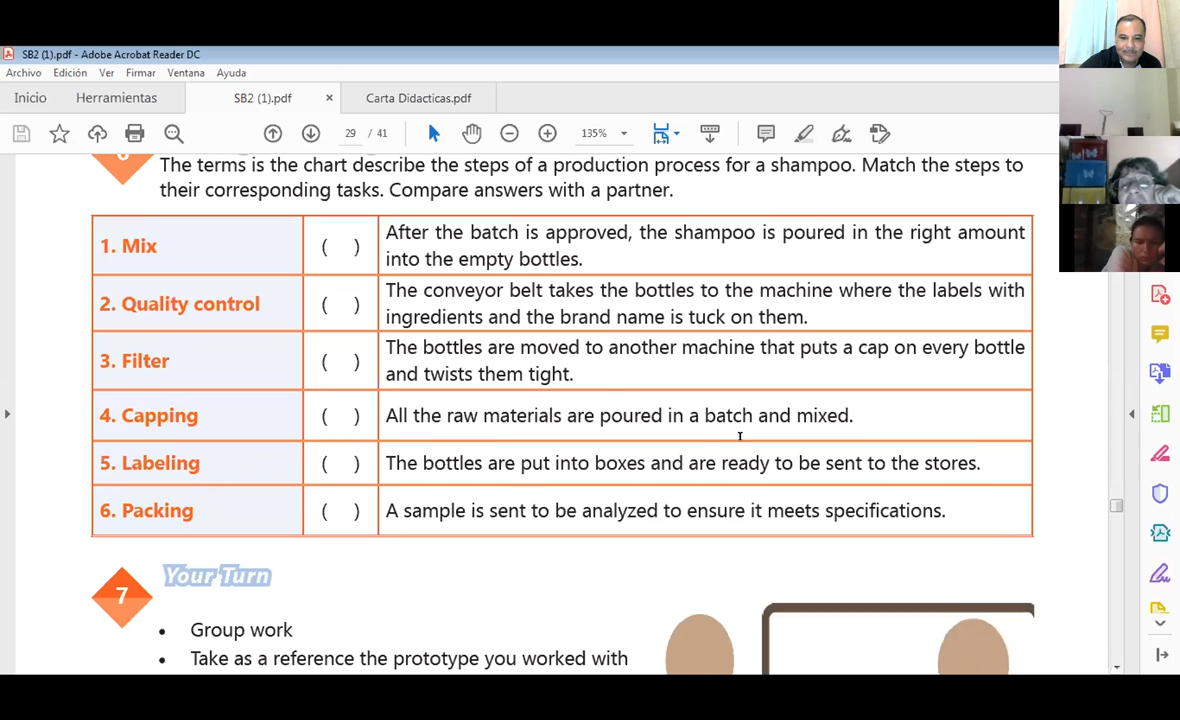 SB2 (1).pdf - Adobe Acrobat Reader DC
Archivo Edición Ver Firmar Ventana Ayuda
Inicio Herramientas SB2 (1).pdf × Carta Didacticas.pdf
29 / 41 135%
The terms is the chart describe the steps of a production process for a shampoo. Match the steps to
their corresponding tasks. Compare answers with a partner.
1. Mix ( ) After the batch is approved, the shampoo is poured in the right amount
into the empty bottles.
2. Quality control ( ) The conveyor belt takes the bottles to the machine where the labels with
ingredients and the brand name is tuck on them.
3. Filter ( ) The bottles are moved to another machine that puts a cap on every bottle
and twists them tight.
4. Capping ( ) All the raw materials are poured in a batch and mixed.
5. Labeling ( ) The bottles are put into boxes and are ready to be sent to the stores.
6. Packing ( ) A sample is sent to be analyzed to ensure it meets specifications.
7 Your Turn
• Group work
• Take as a reference the prototype you worked with